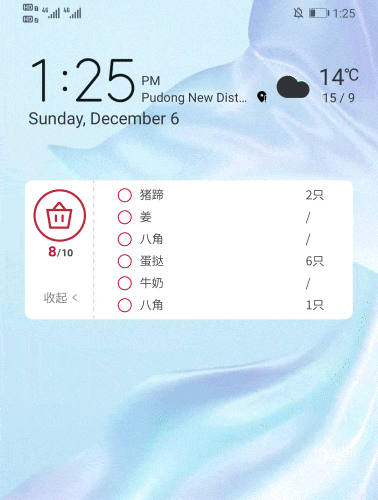 HD
HD
4G
4G
1:25
1:25 PM
14℃
Pudong New Dist...
15 / 9
Sunday, December 6
猪蹄 2只
姜 /
八角 /
蛋挞 6只
牛奶 /
八角 1只
8/10
收起